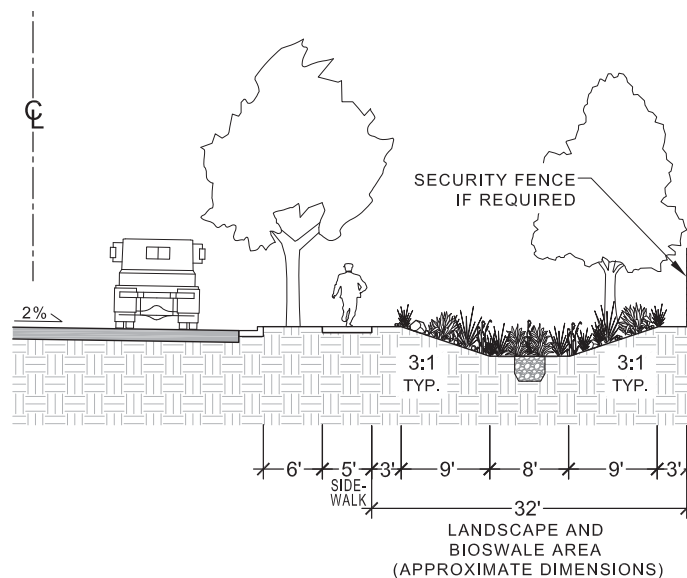 ℄
SECURITY FENCE
IF REQUIRED
2%
3:1
TYP.
3:1
TYP.
6' 5' 3' 9' 8' 9' 3'
SIDE-
WALK
32'
LANDSCAPE AND
BIOSWALE AREA
(APPROXIMATE DIMENSIONS)